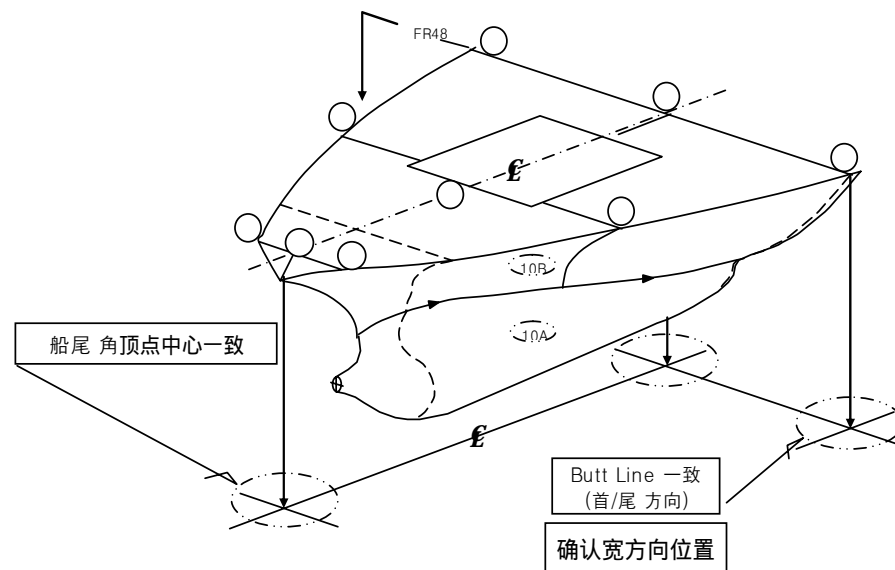 FR48
℄
10B
10A
船尾 角顶点中心一致
℄
Butt Line 一致
(首/尾 方向)
确认宽方向位置